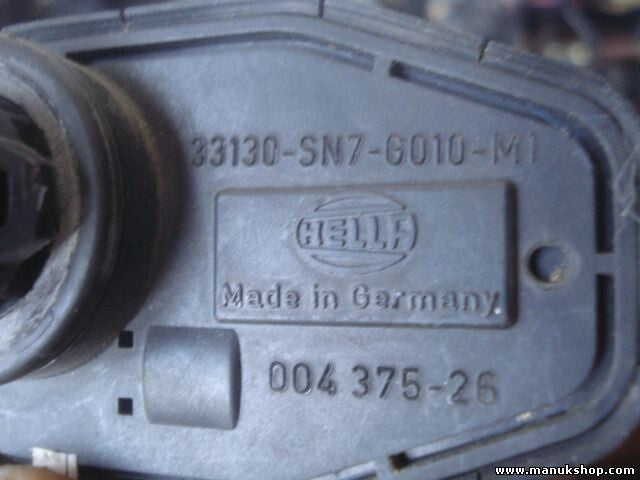 33130-SN7-G010-M1
HELLA
Made in Germany
004 375-26
www.manukshop.com